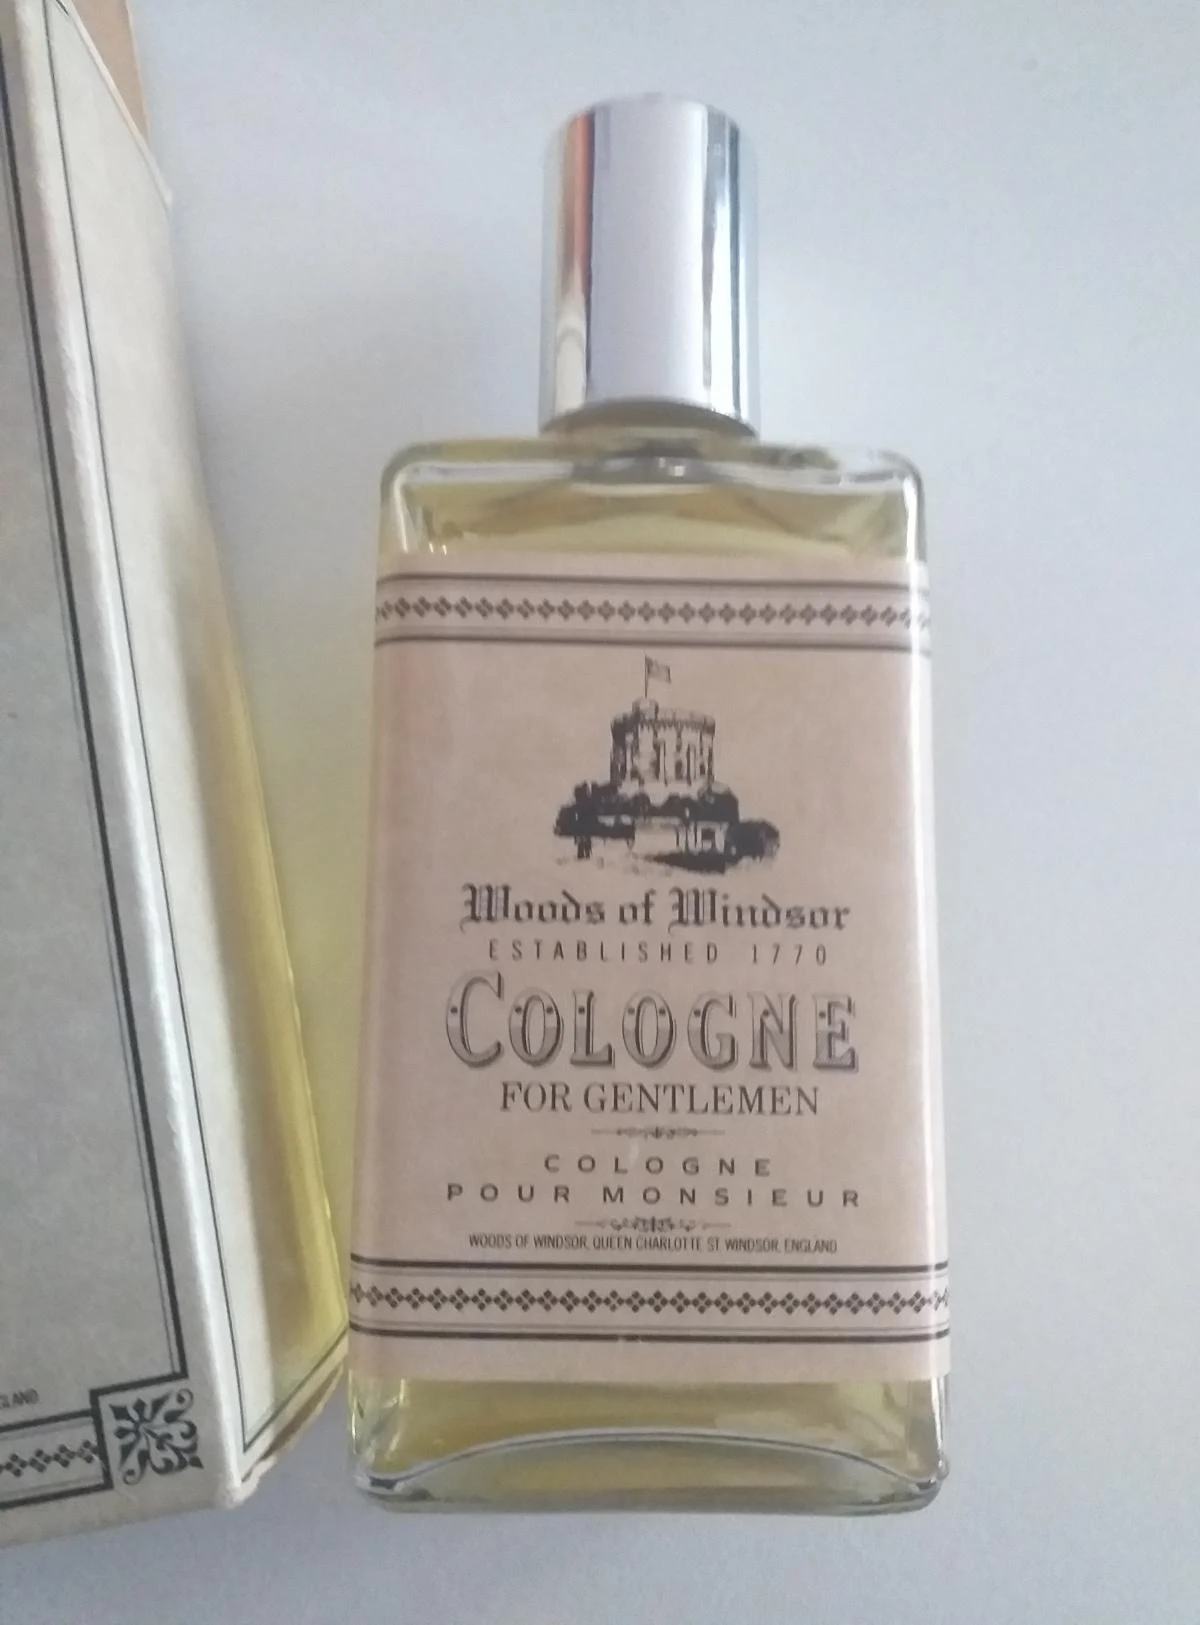 Woods of Windsor
ESTABLISHED 1770
COLOGNE
FOR GENTLEMEN
COLOGNE
POUR MONSIEUR
WOODS OF WINDSOR, QUEEN CHARLOTTE ST. WINDSOR, ENGLAND
GLAND